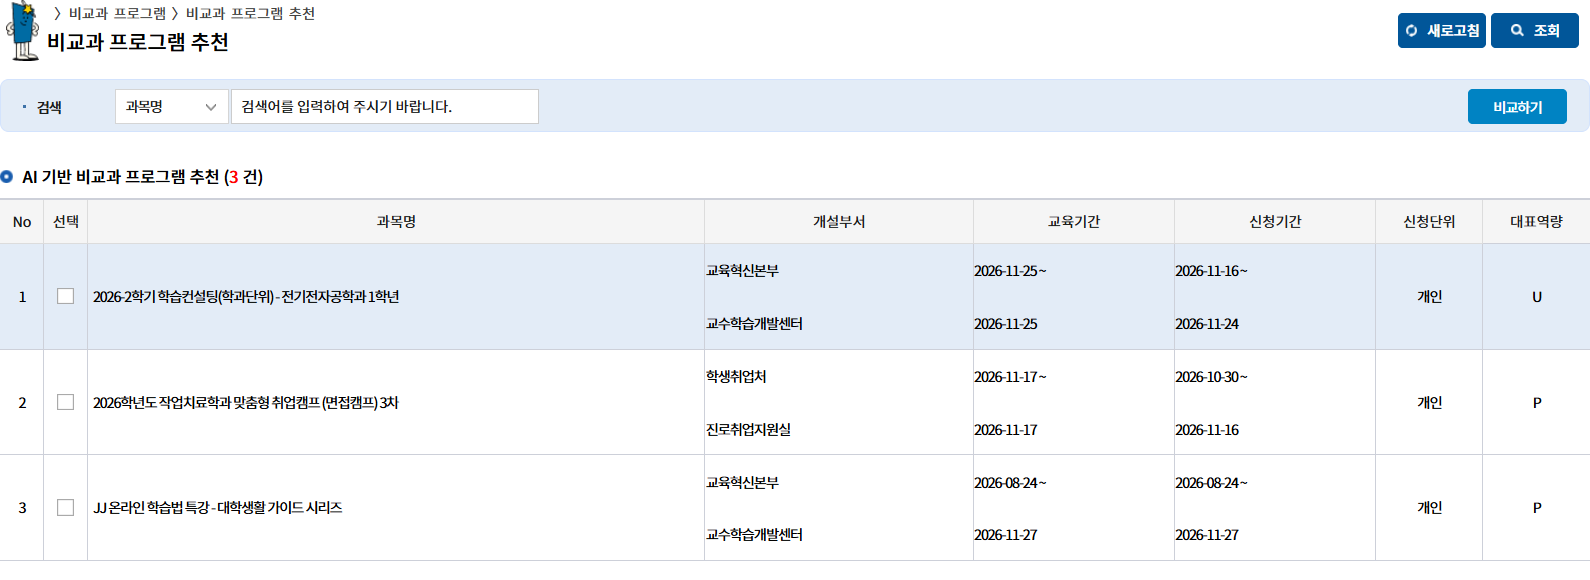 〉 비교과 프로그램 〉 비교과 프로그램 추천
비교과 프로그램 추천
새로고침
조회
검색
과목명
검색어를 입력하여 주시기 바랍니다.
비교하기
AI 기반 비교과 프로그램 추천 (3 건)
No 선택 과목명 개설부서 교육기간 신청기간 신청단위 대표역량
교육혁신본부 2026-11-25~ 2026-11-16~
1 2026-2학기 학습컨설팅(학과단위) - 전기전자공학과 1학년 개인 U
교수학습개발센터 2026-11-25 2026-11-24
학생취업처 2026-11-17~ 2026-10-30~
2 2026학년도 작업치료학과 맞춤형 취업캠프 (면접캠프) 3차 개인 P
진로취업지원실 2026-11-17 2026-11-16
교육혁신본부 2026-08-24~ 2026-08-24~
3 JJ 온라인 학습법 특강 - 대학생활 가이드 시리즈 개인 P
교수학습개발센터 2026-11-27 2026-11-27